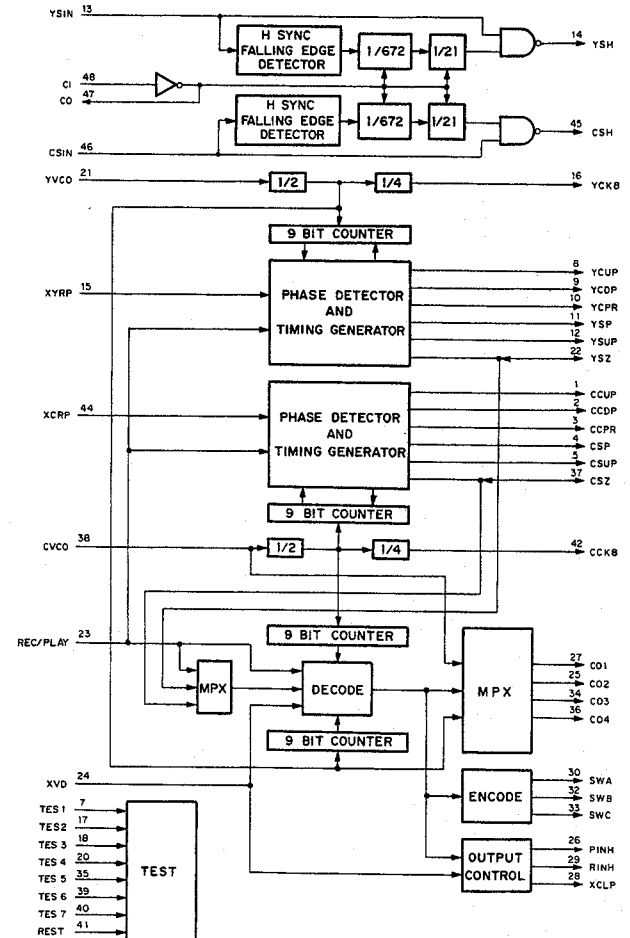 YSIN 13
H SYNC
FALLING EDGE
DETECTOR
1/672
1/21
14 YSH
CI 48
CO 47
H SYNC
FALLING EDGE
DETECTOR
1/672
1/21
45 CSH
CSIN 46
YVCO 21
1/2
1/4
16 YCK8
9 BIT COUNTER
XYRP 15
PHASE DETECTOR
AND
TIMING GENERATOR
8 YCUP
9 YCDP
10 YCPR
11 YSP
12 YSUP
22 YSZ
XCRP 44
PHASE DETECTOR
AND
TIMING GENERATOR
1 CCUP
2 CCDP
3 CCPR
4 CSP
5 CSUP
37 CSZ
9 BIT COUNTER
CVCO 38
1/2
1/4
42 CCK8
REC/PLAY 23
9 BIT COUNTER
MPX
DECODE
MPX
27 CO1
25 CO2
34 CO3
36 CO4
9 BIT COUNTER
XVD 24
ENCODE
30 SWA
32 SWB
33 SWC
OUTPUT
CONTROL
26 PINH
29 RINH
28 XCLP
TES 1 7
TES2 17
TES 3 18
TES 4 20
TES 5 35
TES 6 39
TES 7 40
REST 41
TEST